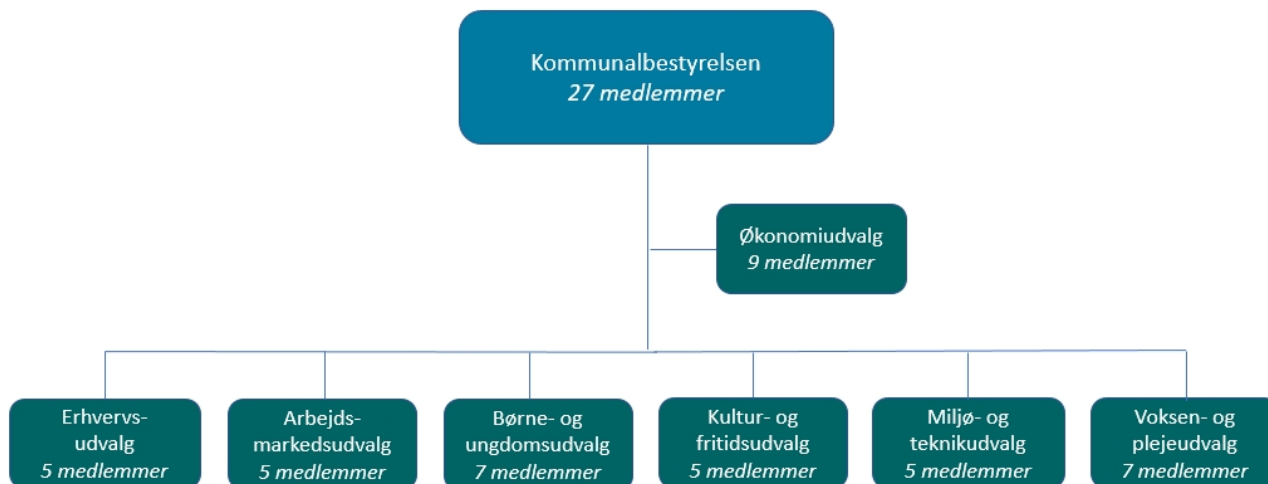 Kommunalbestyrelsen
27 medlemmer
Økonomiudvalg
9 medlemmer
Erhvervs-
udvalg
5 medlemmer
Arbejds-
markedsudvalg
5 medlemmer
Børne- og
ungdomsudvalg
7 medlemmer
Kultur- og
fritidsudvalg
5 medlemmer
Miljø- og
teknikudvalg
5 medlemmer
Voksen- og
plejeudvalg
7 medlemmer